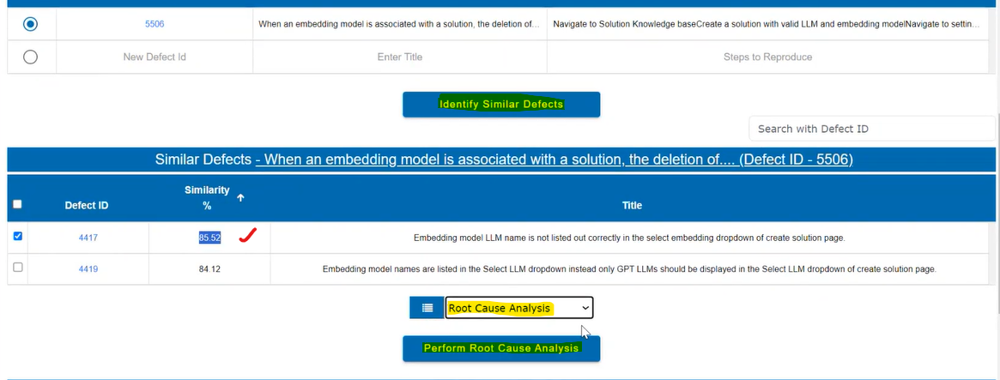 5506 When an embedding model is associated with a solution, the deletion of... Navigate to Solution Knowledge baseCreate a solution with valid LLM and embedding modelNavigate to settin...
New Defect Id Enter Title Steps to Reproduce
Identify Similar Defects
Search with Defect ID
Similar Defects - When an embedding model is associated with a solution, the deletion of.... (Defect ID - 5506)
Similarity
Defect ID % Title
4417 85.52 Embedding model LLM name is not listed out correctly in the select embedding dropdown of create solution page.
4419 84.12 Embedding model names are listed in the Select LLM dropdown instead only GPT LLMs should be displayed in the Select LLM dropdown of create solution page.
Root Cause Analysis
Perform Root Cause Analysis